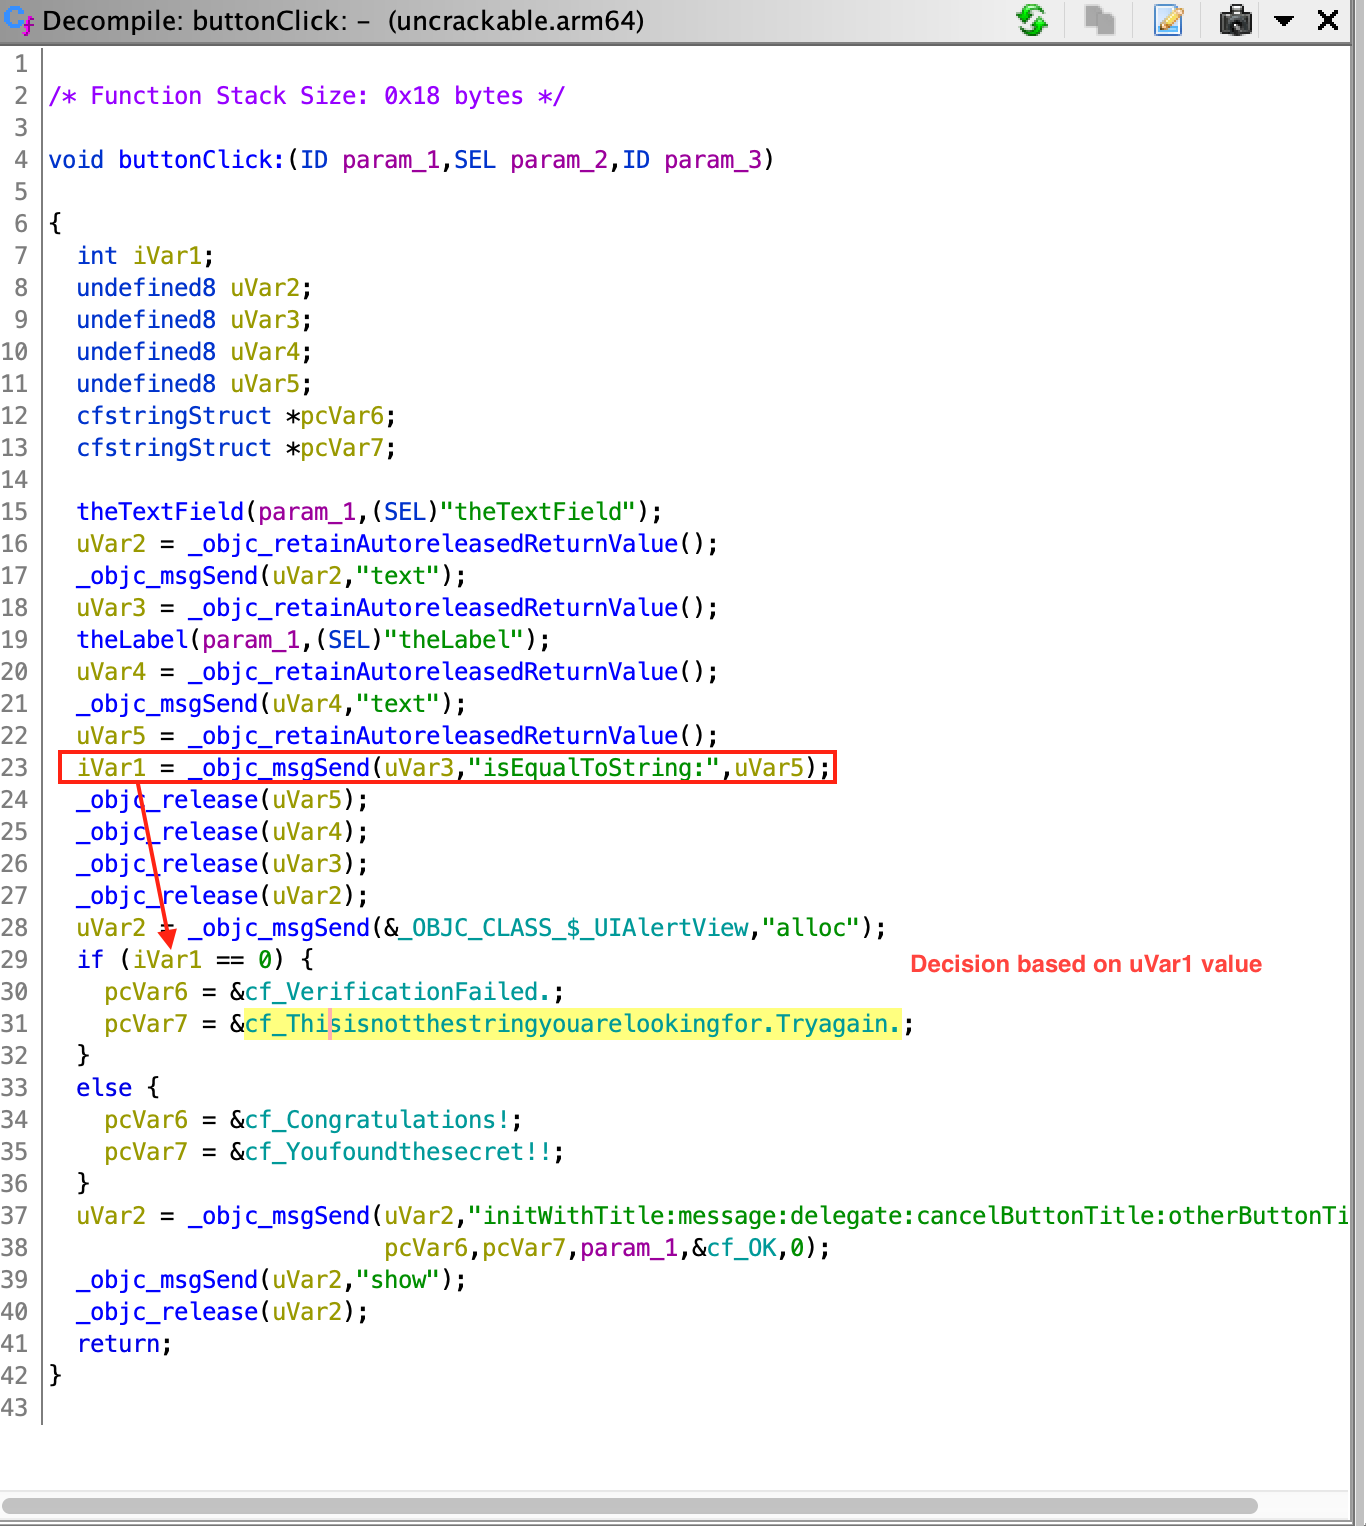 Decompile: buttonClick: - (uncrackable.arm64)
1
2 /* Function Stack Size: 0x18 bytes */
3
4 void buttonClick:(ID param_1,SEL param_2,ID param_3)
5
6 {
7 int iVar1;
8 undefined8 uVar2;
9 undefined8 uVar3;
10 undefined8 uVar4;
11 undefined8 uVar5;
12 cfstringStruct *pcVar6;
13 cfstringStruct *pcVar7;
14
15 theTextField(param_1,(SEL)"theTextField");
16 uVar2 = _objc_retainAutoreleasedReturnValue();
17 _objc_msgSend(uVar2,"text");
18 uVar3 = _objc_retainAutoreleasedReturnValue();
19 theLabel(param_1,(SEL)"theLabel");
20 uVar4 = _objc_retainAutoreleasedReturnValue();
21 _objc_msgSend(uVar4,"text");
22 uVar5 = _objc_retainAutoreleasedReturnValue();
23 iVar1 = _objc_msgSend(uVar3,"isEqualToString:",uVar5);
24 _objc_release(uVar5);
25 _objc_release(uVar4);
26 _objc_release(uVar3);
27 _objc_release(uVar2);
28 uVar2 = _objc_msgSend(&_OBJC_CLASS_$_UIAlertView,"alloc");
29 if (iVar1 == 0) { Decision based on uVar1 value
30 pcVar6 = &cf_VerificationFailed.;
31 pcVar7 = &cf_Thisisnotthestringyouarelookingfor.Tryagain.;
32 }
33 else {
34 pcVar6 = &cf_Congratulations!;
35 pcVar7 = &cf_Youfoundthesecret!!;
36 }
37 uVar2 = _objc_msgSend(uVar2,"initWithTitle:message:delegate:cancelButtonTitle:otherButtonTi
38 pcVar6,pcVar7,param_1,&cf_OK,0);
39 _objc_msgSend(uVar2,"show");
40 _objc_release(uVar2);
41 return;
42 }
43